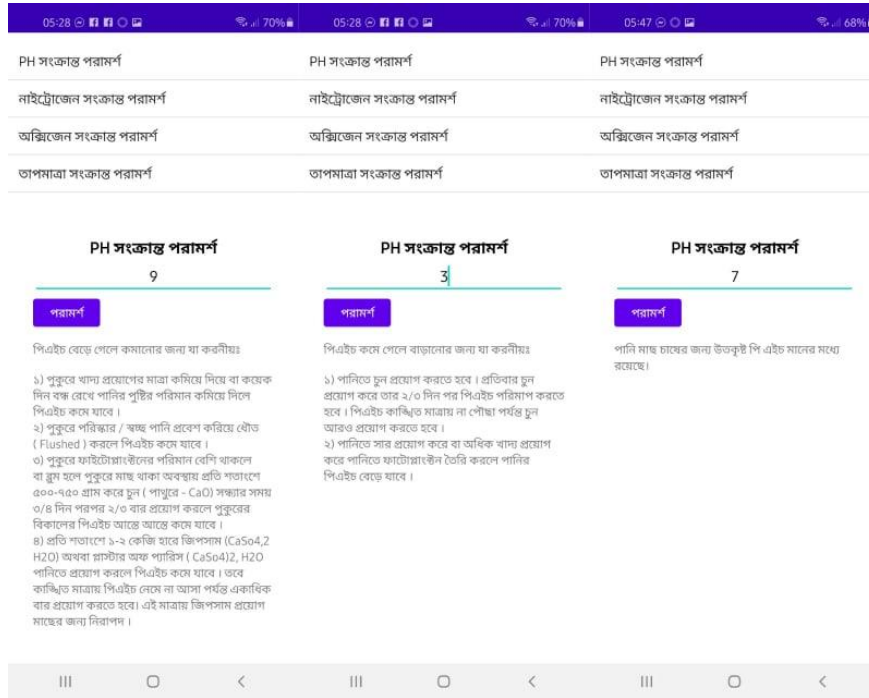 05:28 70%
PH সংক্রান্ত পরামর্শ
নাইট্রোজেন সংক্রান্ত পরামর্শ
অক্সিজেন সংক্রান্ত পরামর্শ
তাপমাত্রা সংক্রান্ত পরামর্শ
PH সংক্রান্ত পরামর্শ
9
পরামর্শ
পিএইচ বেড়ে গেলে কমানোর জন্য যা করনীয়ঃ
১) পুকুরে খাদ্য প্রয়োগের মাত্রা কমিয়ে দিয়ে বা কয়েক
দিন বন্ধ রেখে পানির পুষ্টির পরিমান কমিয়ে দিলে
পিএইচ কমে যাবে ।
২) পুকুরে পরিস্কার / স্বচ্ছ পানি প্রবেশ করিয়ে ধৌত
( Flushed ) করলে পিএইচ কমে যাবে ।
৩) পুকুরে ফাইটোপ্লাংক্টনের পরিমান বেশি থাকলে
বা ব্লুম হলে পুকুরে মাছ থাকা অবস্থায় প্রতি শতাংশে
৫০০-৭৫০ গ্রাম করে চুন ( পাথুরে - CaO) সন্ধ্যার সময়
৩/৪ দিন পরপর ২/৩ বার প্রয়োগ করলে পুকুরের
বিকালের পিএইচ আস্তে আস্তে কমে যাবে ।
৪) প্রতি শতাংশে ১-২ কেজি হারে জিপসাম (CaSo4,2
H2O) অথবা প্লাস্টার অফ প্যারিস ( CaSo4)2, H2O
পানিতে প্রয়োগ করলে পিএইচ কমে যাবে । তবে
কাঙ্খিত মাত্রায় পিএইচ নেমে না আসা পর্যন্ত একাধিক
বার প্রয়োগ করতে হবে। এই মাত্রায় জিপসাম প্রয়োগ
মাছের জন্য নিরাপদ ।
05:28 70%
PH সংক্রান্ত পরামর্শ
নাইট্রোজেন সংক্রান্ত পরামর্শ
অক্সিজেন সংক্রান্ত পরামর্শ
তাপমাত্রা সংক্রান্ত পরামর্শ
PH সংক্রান্ত পরামর্শ
3
পরামর্শ
পিএইচ কমে গেলে বাড়ানোর জন্য যা করনীয়ঃ
১) পানিতে চুন প্রয়োগ করতে হবে । প্রতিবার চুন
প্রয়োগ করে তার ২/৩ দিন পর পিএইচ পরিমাপ করতে
হবে । পিএইচ কাঙ্খিত মাত্রায় না পৌছা পর্যন্ত চুন
আরও প্রয়োগ করতে হবে ।
২) পানিতে সার প্রয়োগ করে বা অধিক খাদ্য প্রয়োগ
করে পানিতে ফাটোপ্লাংক্টন তৈরি করলে পানির
পিএইচ বেড়ে যাবে ।
05:47 68%
PH সংক্রান্ত পরামর্শ
নাইট্রোজেন সংক্রান্ত পরামর্শ
অক্সিজেন সংক্রান্ত পরামর্শ
তাপমাত্রা সংক্রান্ত পরামর্শ
PH সংক্রান্ত পরামর্শ
7
পরামর্শ
পানি মাছ চাষের জন্য উতকৃষ্ট পি এইচ মানের মধ্যে
রয়েছে।